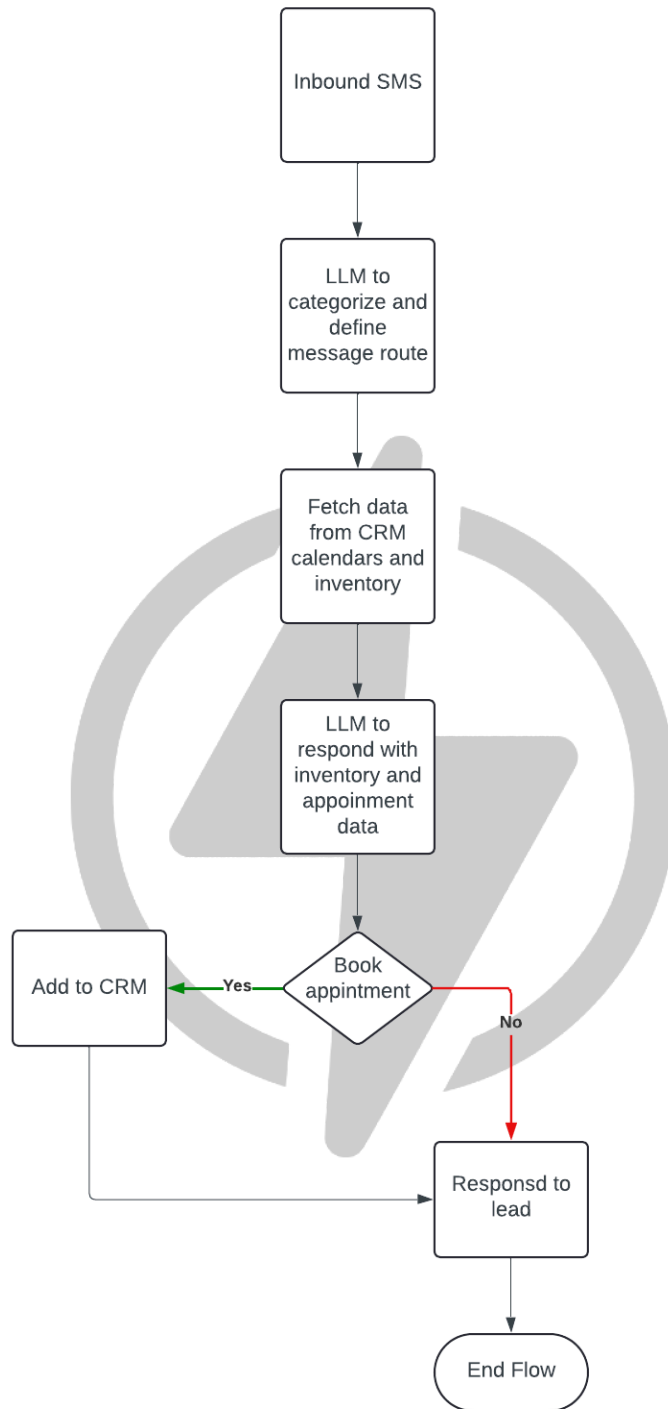 Inbound SMS
LLM to
categorize and
define
message route
Fetch data
from CRM
calendars and
inventory
LLM to
respond with
inventory and
appoinment
data
Book
appintment
Yes
Add to CRM
No
Responsd to
lead
End Flow